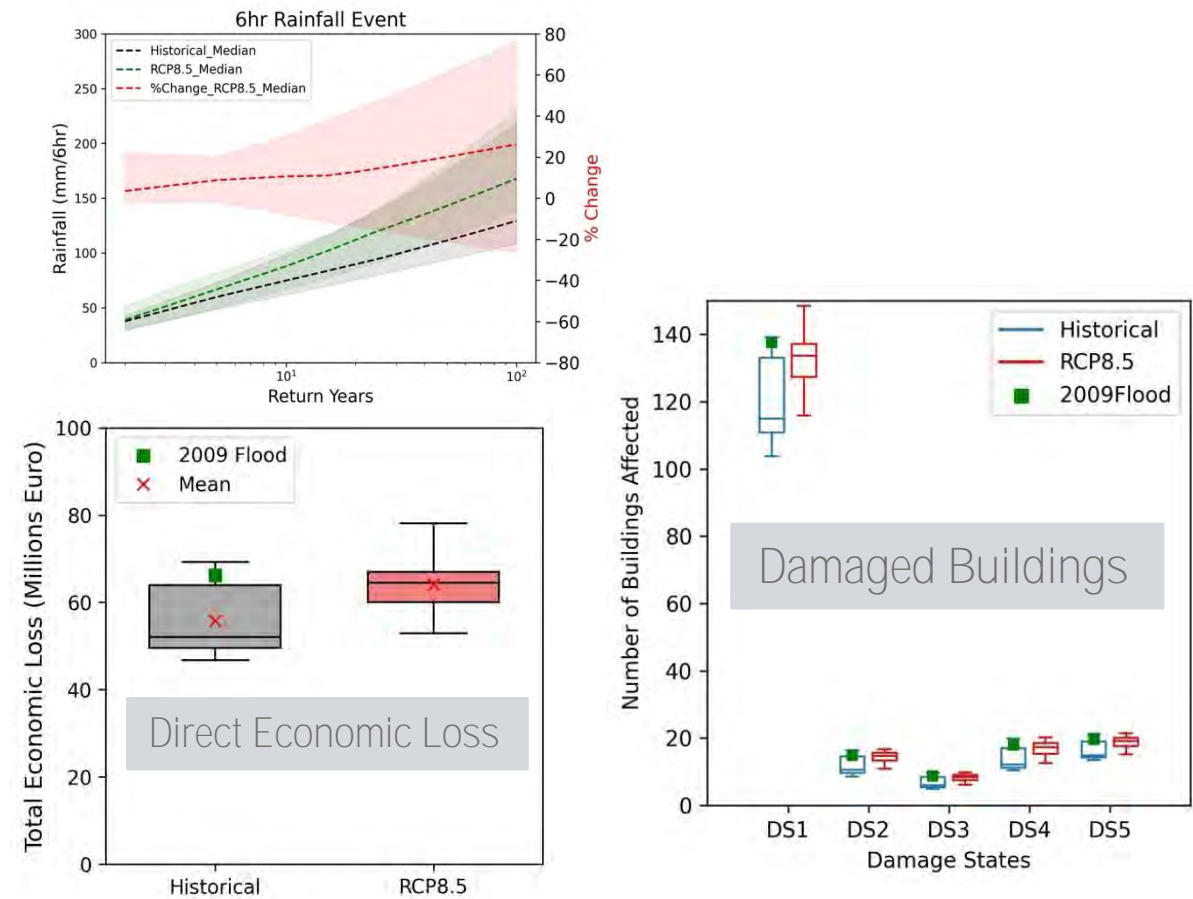 6hr Rainfall Event
Historical_Median
RCP8.5_Median
%Change_RCP8.5_Median
Rainfall (mm/6hr)
300
250
200
150
100
50
0
80
60
40
20
0
−20
−40
−60
−80
% Change
10¹
10²
Return Years
Total Economic Loss (Millions Euro)
100
80
60
40
20
0
2009 Flood
Mean
Direct Economic Loss
Historical
RCP8.5
Number of Buildings Affected
140
120
100
80
60
40
20
0
Historical
RCP8.5
2009Flood
Damaged Buildings
DS1
DS2
DS3
DS4
DS5
Damage States